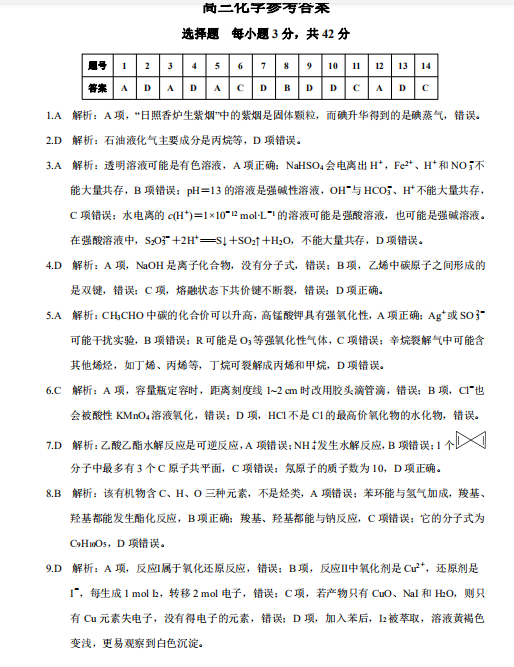 高三化学参考答案
选择题 每小题 3 分，共 42 分
题号 1 2 3 4 5 6 7 8 9 10 11 12 13 14
答案 A D A D A C D B D D C A D C
1.A 解析：A 项，“日照香炉生紫烟”中的紫烟是固体颗粒，而碘升华得到的是碘蒸气，错误。
2.D 解析：石油液化气主要成分是丙烷等，D 项错误。
3.A 解析：透明溶液可能是有色溶液，A 项正确；NaHSO₄ 会电离出 H⁺，Fe²⁺、H⁺和 NO₃⁻不
能大量共存，B 项错误；pH＝13 的溶液是强碱性溶液，OH⁻与 HCO₃⁻、H⁺不能大量共存，
C 项错误；水电离的 c(H⁺)＝1×10⁻¹² mol·L⁻¹ 的溶液可能是强酸溶液，也可能是强碱溶液。
在强酸溶液中，S₂O₃²⁻＋2H⁺══S↓＋SO₂↑＋H₂O，不能大量共存，D 项错误。
4.D 解析：A 项，NaOH 是离子化合物，没有分子式，错误；B 项，乙烯中碳原子之间形成的
是双键，错误；C 项，熔融状态下共价键不断裂，错误；D 项正确。
5.A 解析：CH₃CHO 中碳的化合价可以升高，高锰酸钾具有强氧化性，A 项正确；Ag⁺或 SO₃²⁻
可能干扰实验，B 项错误；R 可能是 O₃ 等强氧化性气体，C 项错误；辛烷裂解气中可能含
其他烯烃，如丁烯、丙烯等，丁烷可裂解成丙烯和甲烷，D 项错误。
6.C 解析：A 项，容量瓶定容时，距离刻度线 1~2 cm 时改用胶头滴管滴，错误；B 项，Cl⁻也
会被酸性 KMnO₄ 溶液氧化，错误；D 项，HCl 不是 Cl 的最高价氧化物的水化物，错误。
7.D 解析：乙酸乙酯水解反应是可逆反应，A 项错误；NH₄⁺发生水解反应，B 项错误；1 个
分子中最多有 3 个 C 原子共平面，C 项错误；氖原子的质子数为 10，D 项正确。
8.B 解析：该有机物含 C、H、O 三种元素，不是烃类，A 项错误；苯环能与氢气加成，羧基、
羟基都能发生酯化反应，B 项正确；羧基、羟基都能与钠反应，C 项错误；它的分子式为
C₉H₁₀O₅，D 项错误。
9.D 解析：A 项，反应Ⅰ属于氧化还原反应，错误；B 项，反应Ⅱ中氧化剂是 Cu²⁺，还原剂是
I⁻，每生成 1 mol I₂，转移 2 mol 电子，错误；C 项，若产物只有 CuO、NaI 和 H₂O，则只
有 Cu 元素失电子，没有得电子的元素，错误；D 项，加入苯后，I₂ 被萃取，溶液黄褐色
变浅，更易观察到白色沉淀。